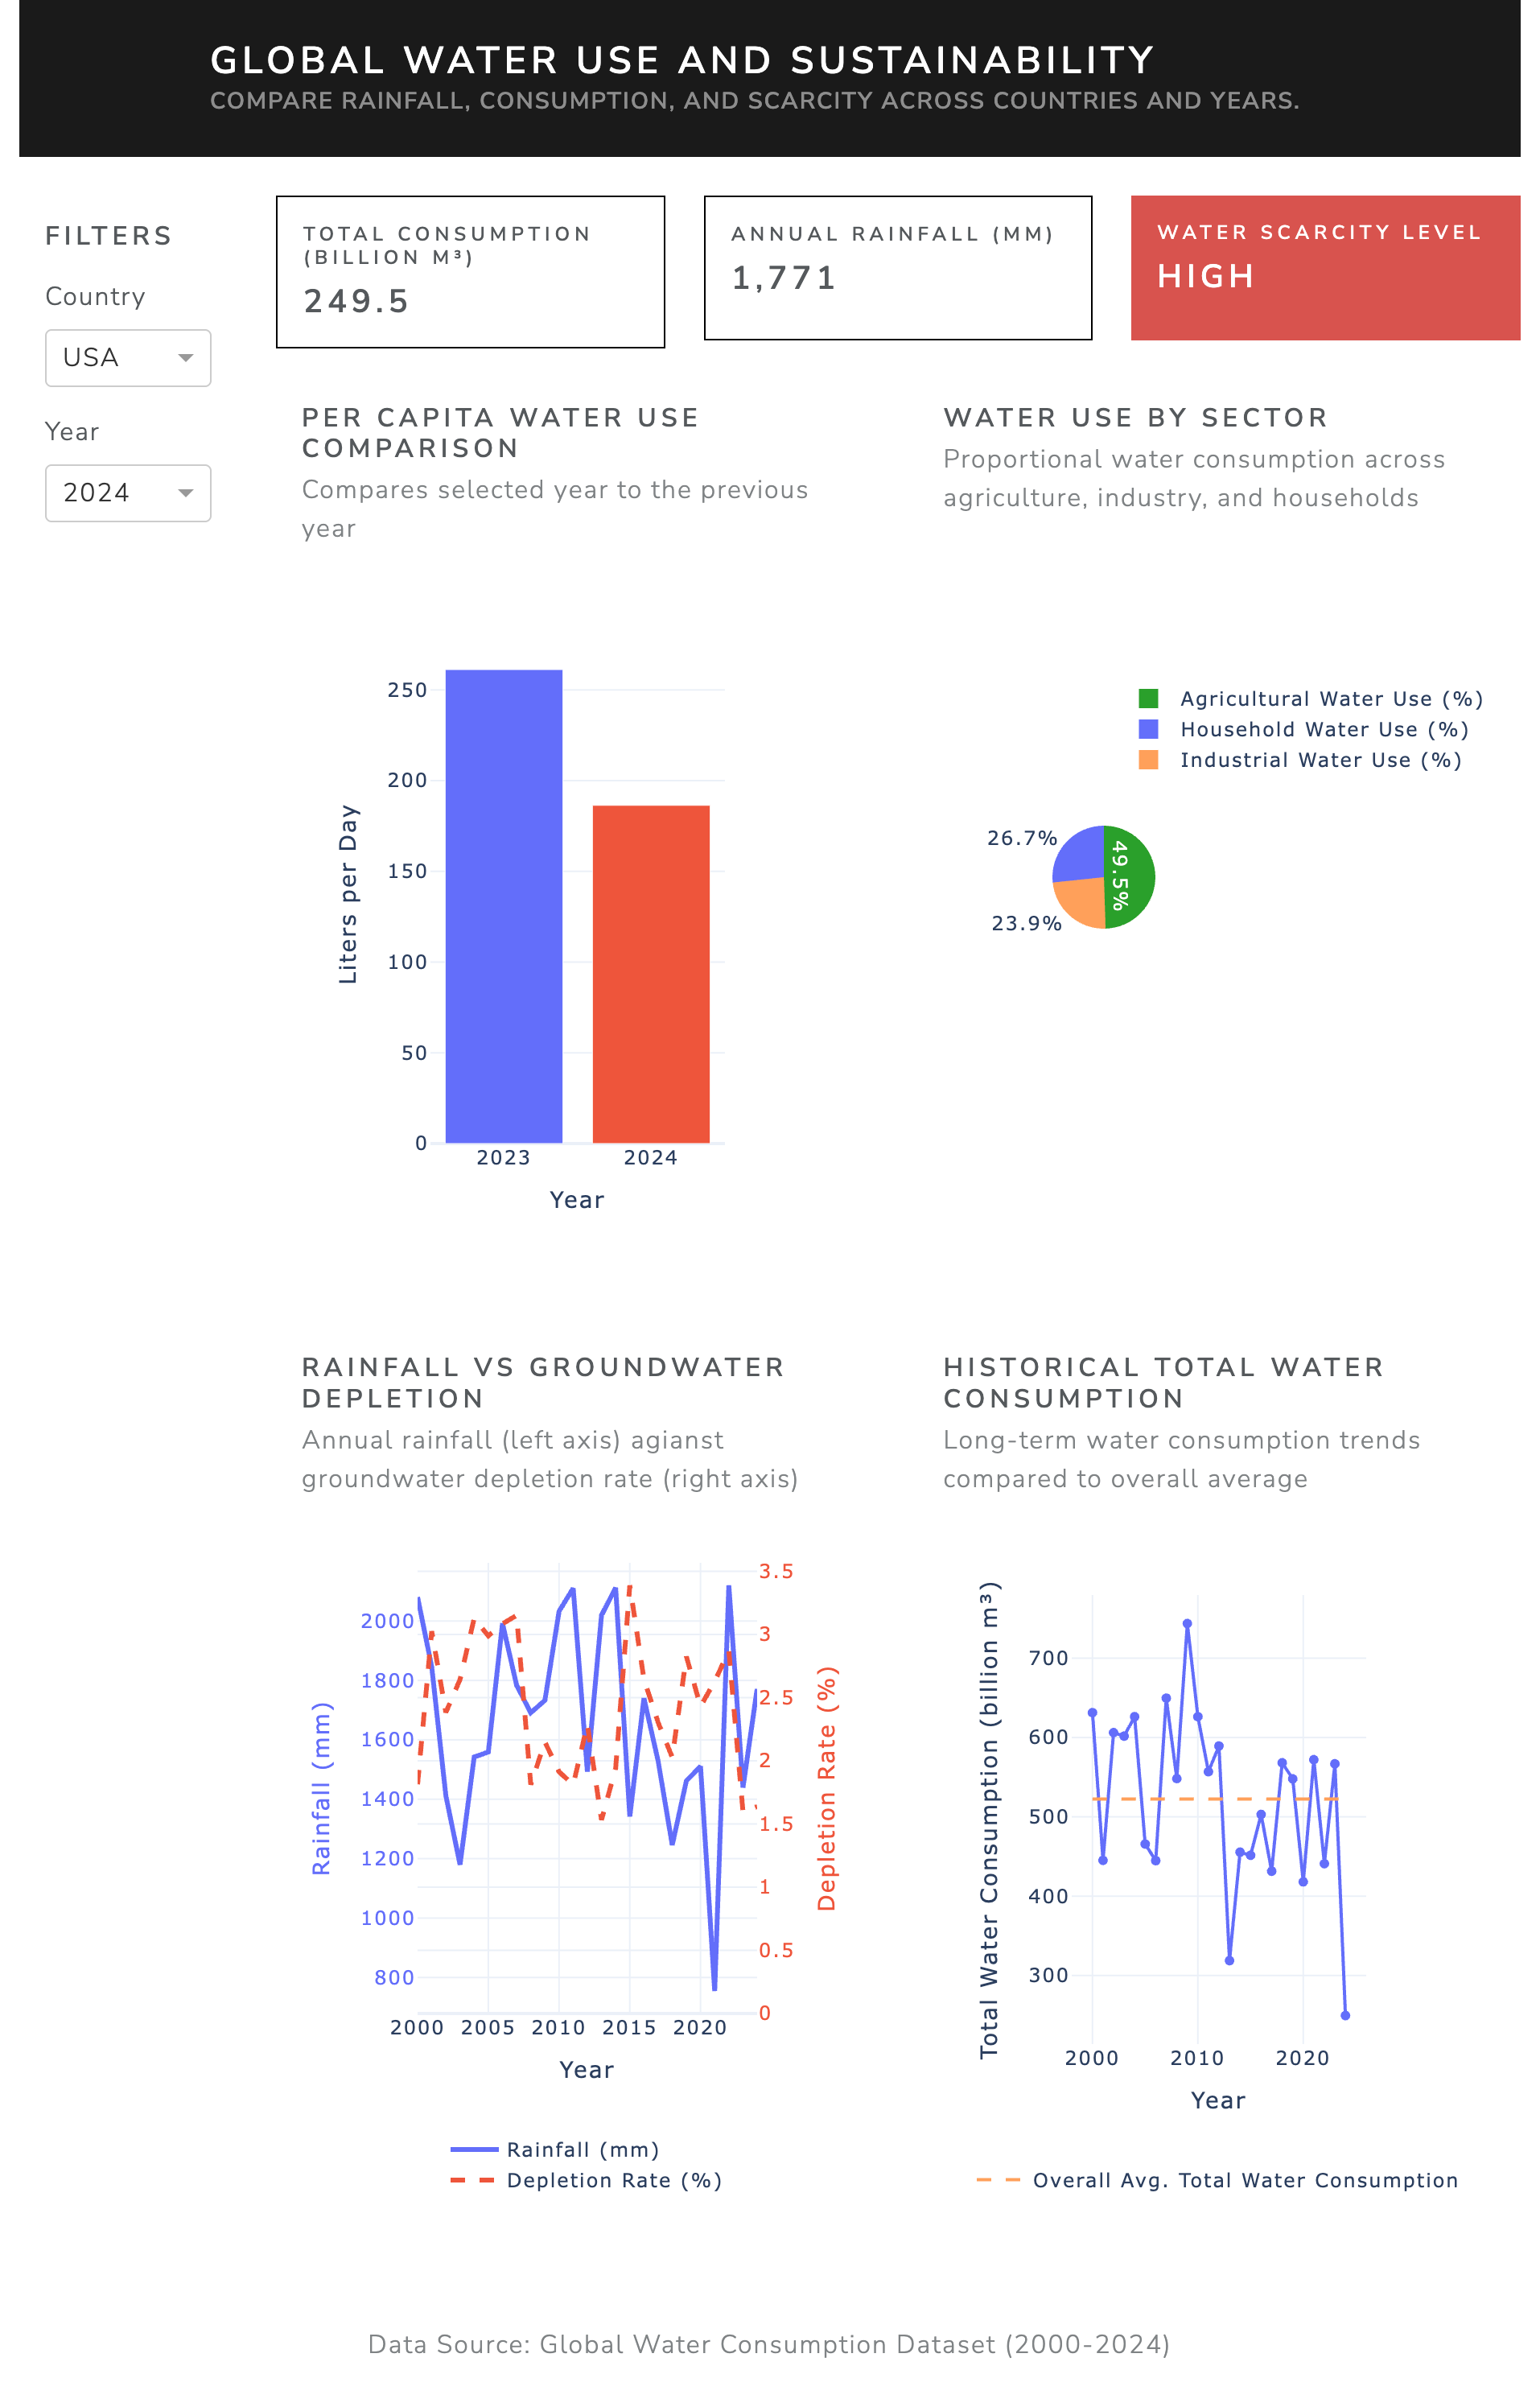 GLOBAL WATER USE AND SUSTAINABILITY
COMPARE RAINFALL, CONSUMPTION, AND SCARCITY ACROSS COUNTRIES AND YEARS.
FILTERS
Country
USA
Year
2024
TOTAL CONSUMPTION
(BILLION M³)
249.5
ANNUAL RAINFALL (MM)
1,771
WATER SCARCITY LEVEL
HIGH
PER CAPITA WATER USE
COMPARISON
Compares selected year to the previous
year
250
200
150
100
50
0
Liters per Day
2023
2024
Year
WATER USE BY SECTOR
Proportional water consumption across
agriculture, industry, and households
Agricultural Water Use (%)
Household Water Use (%)
Industrial Water Use (%)
26.7%
49.5%
23.9%
RAINFALL VS GROUNDWATER
DEPLETION
Annual rainfall (left axis) agianst
groundwater depletion rate (right axis)
2000
1800
1600
1400
1200
1000
800
Rainfall (mm)
3.5
3
2.5
2
1.5
1
0.5
0
Depletion Rate (%)
2000 2005 2010 2015 2020
Year
Rainfall (mm)
Depletion Rate (%)
HISTORICAL TOTAL WATER
CONSUMPTION
Long-term water consumption trends
compared to overall average
700
600
500
400
300
Total Water Consumption (billion m³)
2000 2010 2020
Year
Overall Avg. Total Water Consumption
Data Source: Global Water Consumption Dataset (2000-2024)